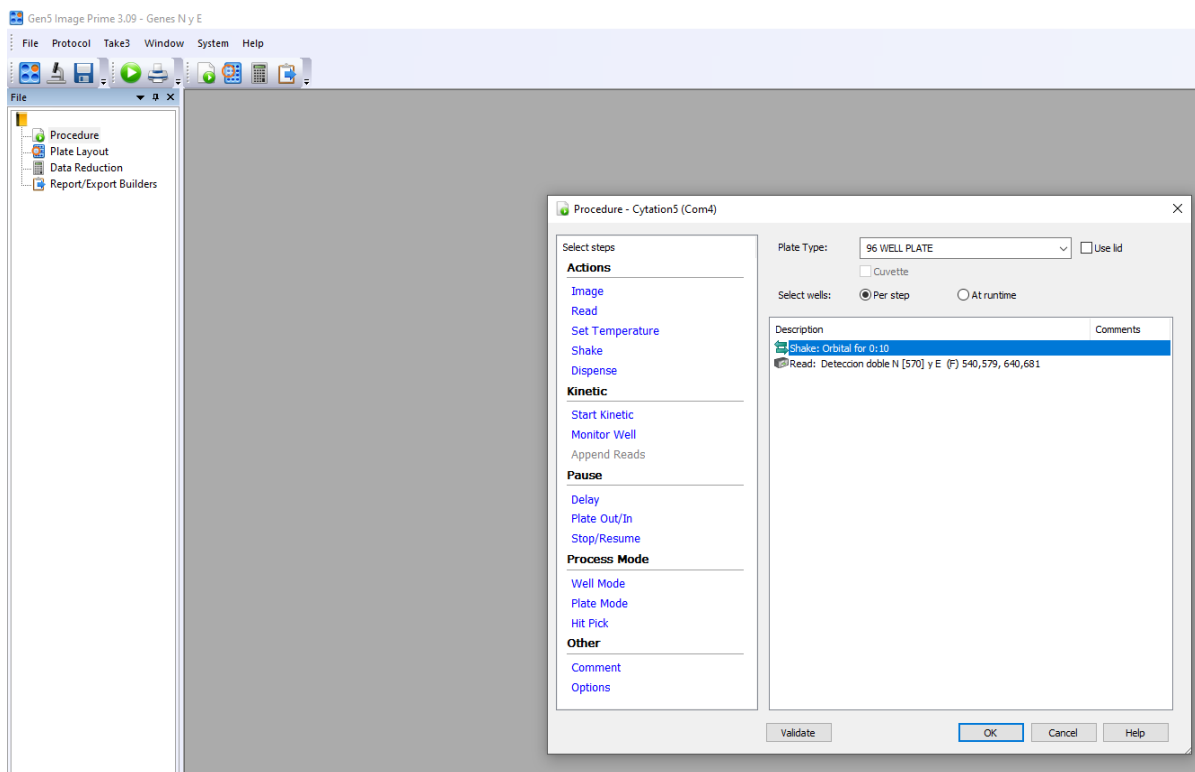 Gen5 Image Prime 3.09 - Genes N y E
File Protocol Take3 Window System Help
File
Procedure
Plate Layout
Data Reduction
Report/Export Builders
Procedure - Cytation5 (Com4)
Select steps
Actions
Image
Read
Set Temperature
Shake
Dispense
Kinetic
Start Kinetic
Monitor Well
Append Reads
Pause
Delay
Plate Out/In
Stop/Resume
Process Mode
Well Mode
Plate Mode
Hit Pick
Other
Comment
Options
Plate Type: 96 WELL PLATE Use lid
Cuvette
Select wells: Per step At runtime
Description Comments
Shake: Orbital for 0:10
Read: Deteccion doble N [570] y E (F) 540,579, 640,681
Validate OK Cancel Help